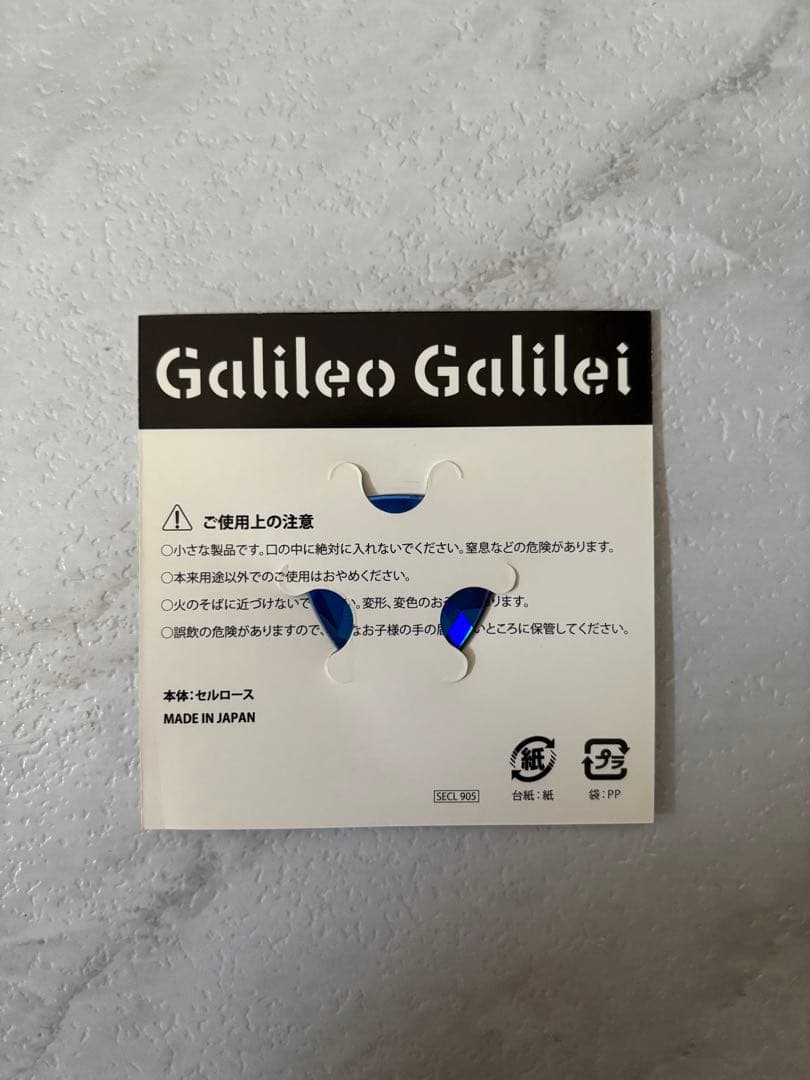 Galileo Galilei
ご使用上の注意
○小さな製品です。口の中に絶対に入れないでください。窒息などの危険があります。
○本来用途以外でのご使用はおやめください。
○火のそばに近づけないで い。変形、変色のお ります。
○誤飲の危険がありますので、 なお子様の手の いところに保管してください。
本体：セルロース
MADE IN JAPAN
紙 プラ
SECL 905 台紙：紙 袋：PP